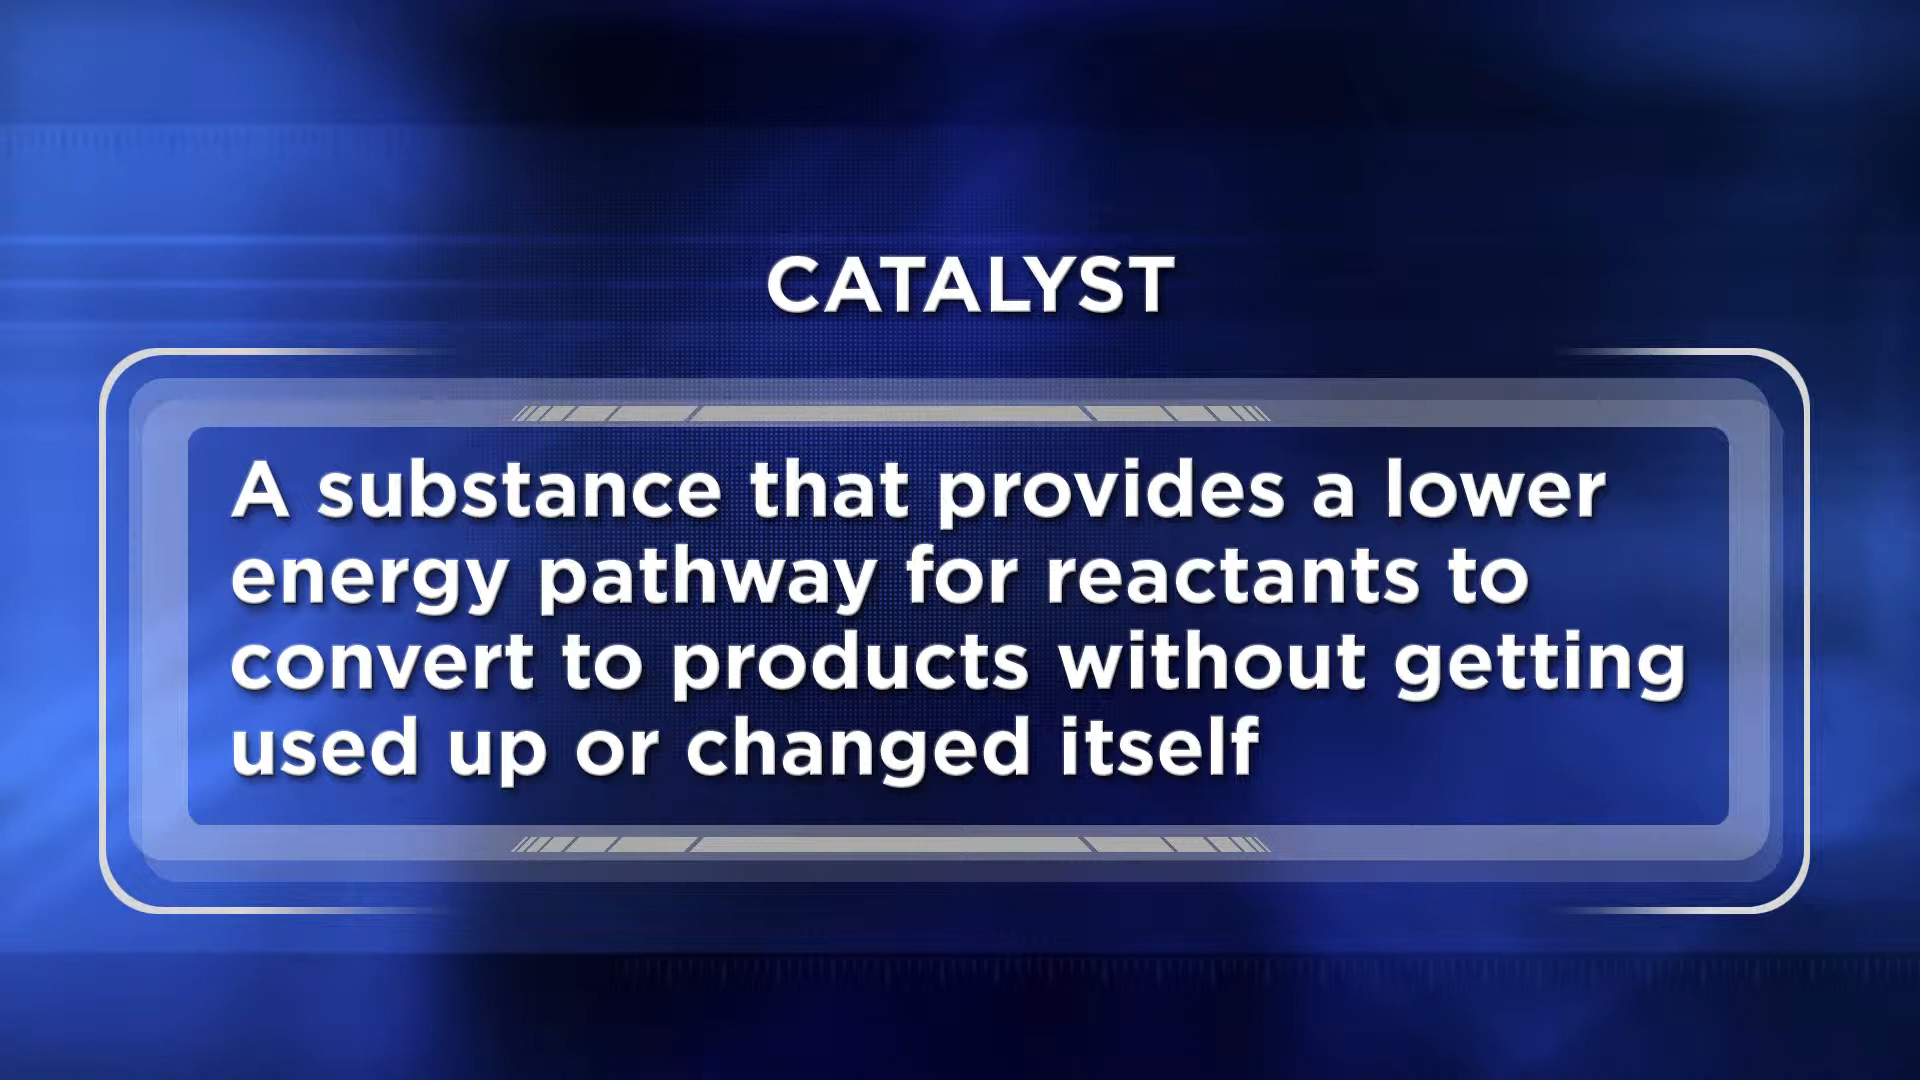 CATALYST
A substance that provides a lower
energy pathway for reactants to
convert to products without getting
used up or changed itself